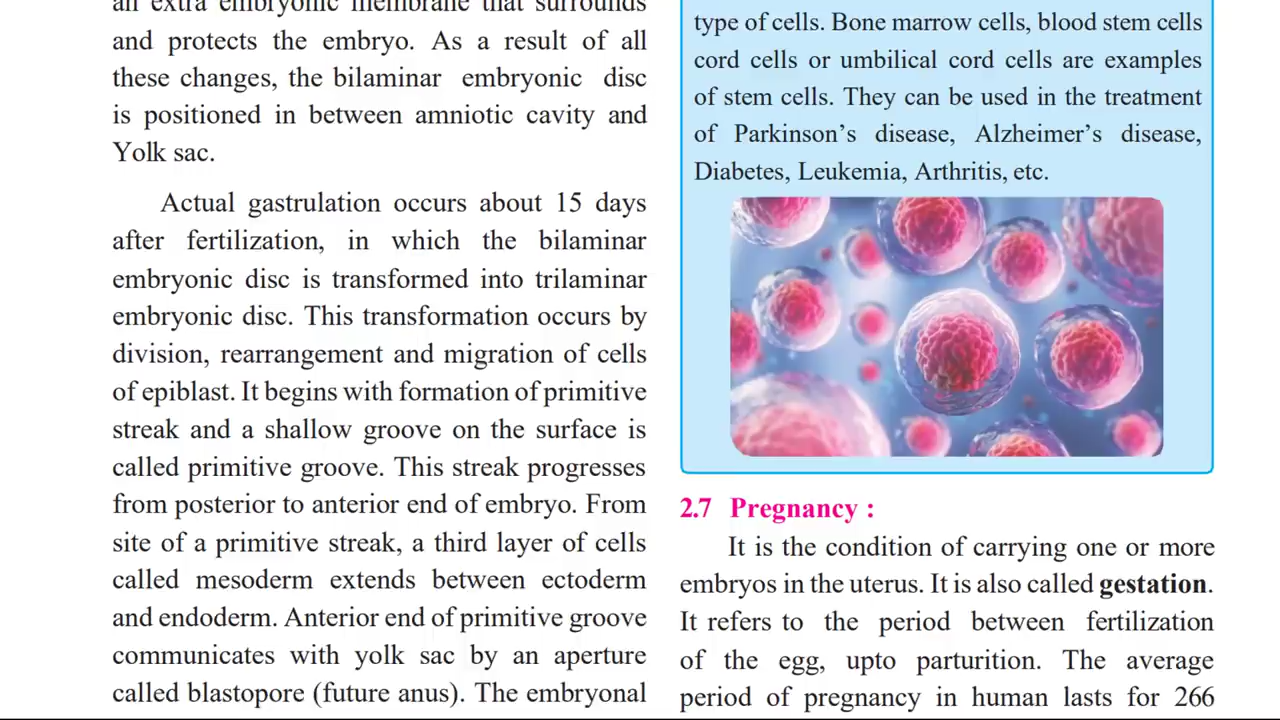 an extra embryonic membrane that surrounds
and protects the embryo. As a result of all
these changes, the bilaminar embryonic disc
is positioned in between amniotic cavity and
Yolk sac.
Actual gastrulation occurs about 15 days
after fertilization, in which the bilaminar
embryonic disc is transformed into trilaminar
embryonic disc. This transformation occurs by
division, rearrangement and migration of cells
of epiblast. It begins with formation of primitive
streak and a shallow groove on the surface is
called primitive groove. This streak progresses
from posterior to anterior end of embryo. From
site of a primitive streak, a third layer of cells
called mesoderm extends between ectoderm
and endoderm. Anterior end of primitive groove
communicates with yolk sac by an aperture
called blastopore (future anus). The embryonal
type of cells. Bone marrow cells, blood stem cells
cord cells or umbilical cord cells are examples
of stem cells. They can be used in the treatment
of Parkinson’s disease, Alzheimer’s disease,
Diabetes, Leukemia, Arthritis, etc.
2.7 Pregnancy :
It is the condition of carrying one or more
embryos in the uterus. It is also called gestation.
It refers to the period between fertilization
of the egg, upto parturition. The average
period of pregnancy in human lasts for 266